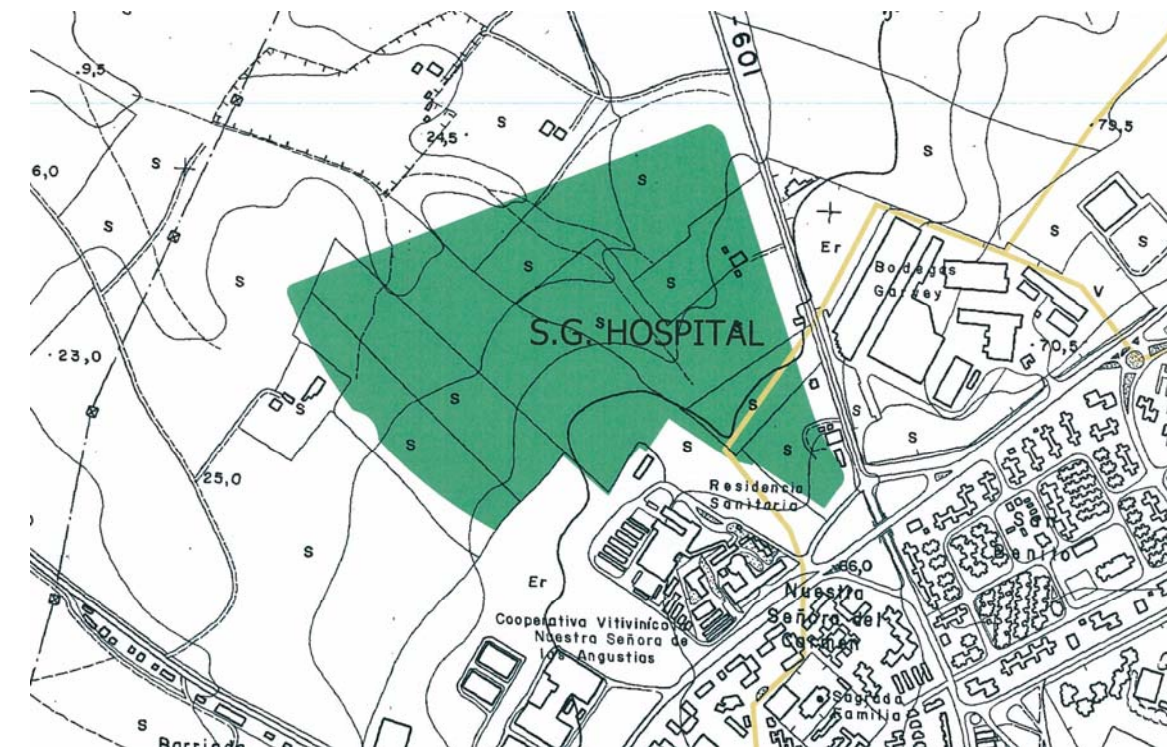 -601
.9,5
24,5.
S
.79,5
S
S
6,0
S
S
S
S
Er
S
S
Bodegas
Garvey
V
S
S
S
S
S.G. HOSPITAL
.23,0
.70,5
S
S
S
S
S
S
S
S
25,0
Residencia
Sanitaria
San
Benito
S
Er
66,0
Nuestra
Señora del
Carmen
Cooperativa Vitivinícola
Nuestra Señora de
las Angustias
Sagrada
Familia
S
Barriada